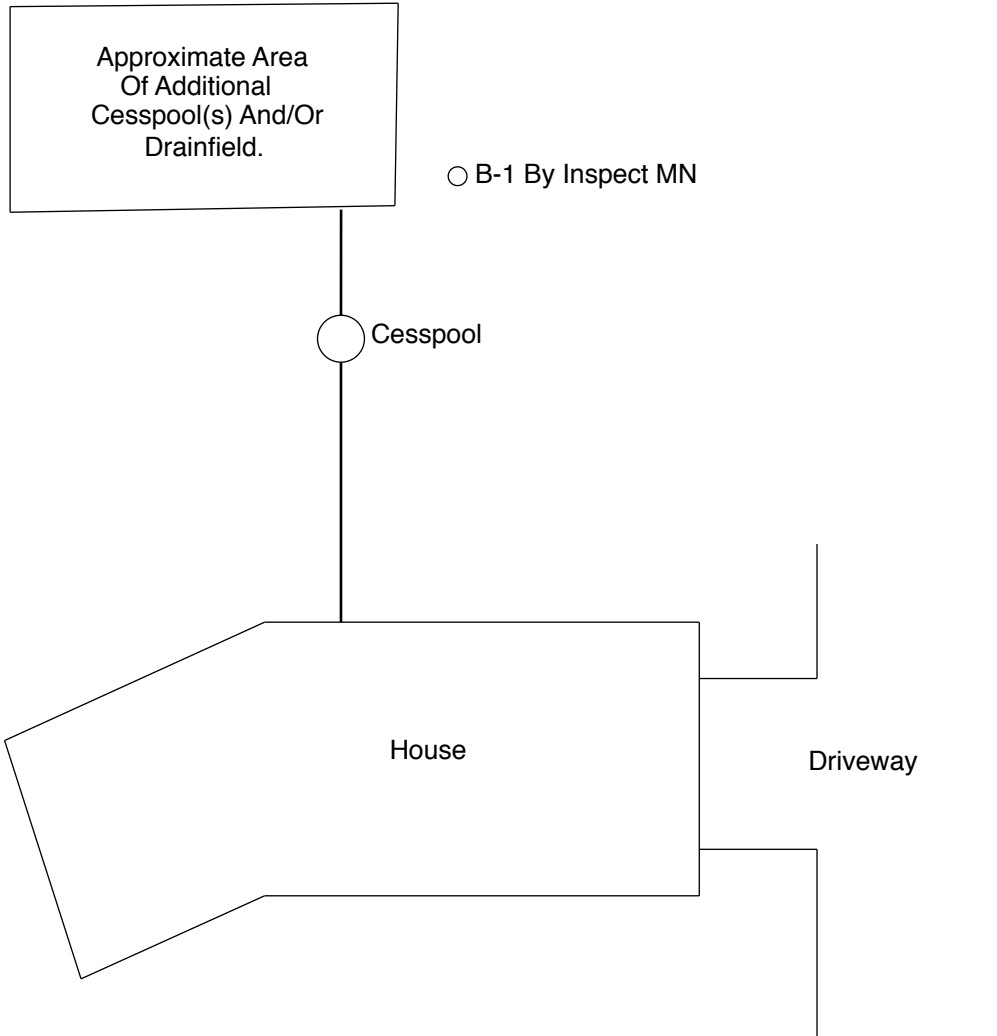 Approximate Area
Of Additional
Cesspool(s) And/Or
Drainfield.
B-1 By Inspect MN
Cesspool
House
Driveway